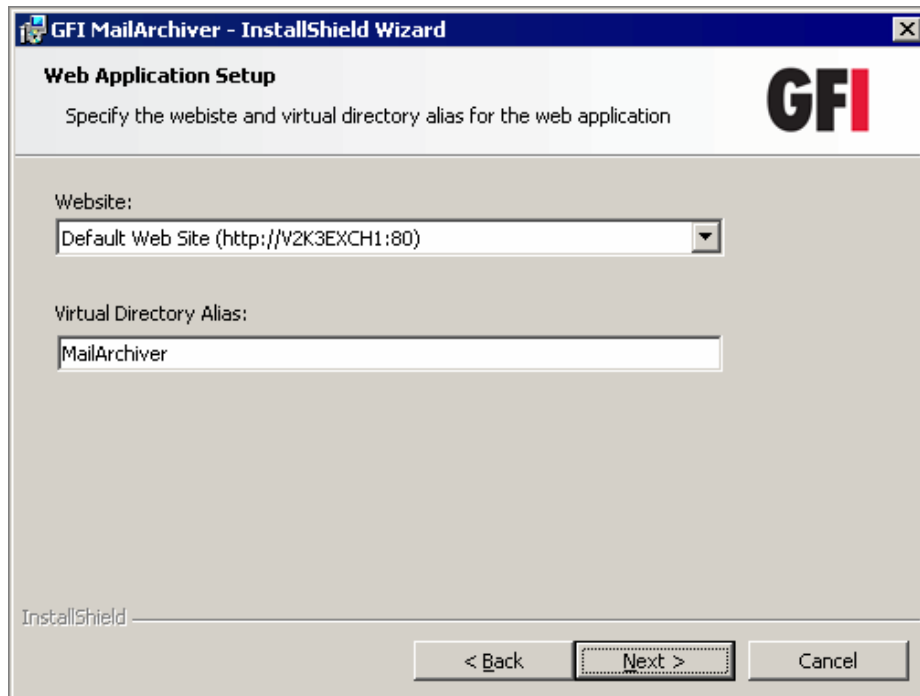 GFI MailArchiver - InstallShield Wizard
Web Application Setup
Specify the webiste and virtual directory alias for the web application
GFI
Website:
Default Web Site (http://V2K3EXCH1:80)
Virtual Directory Alias:
MailArchiver
InstallShield
< Back
Next >
Cancel